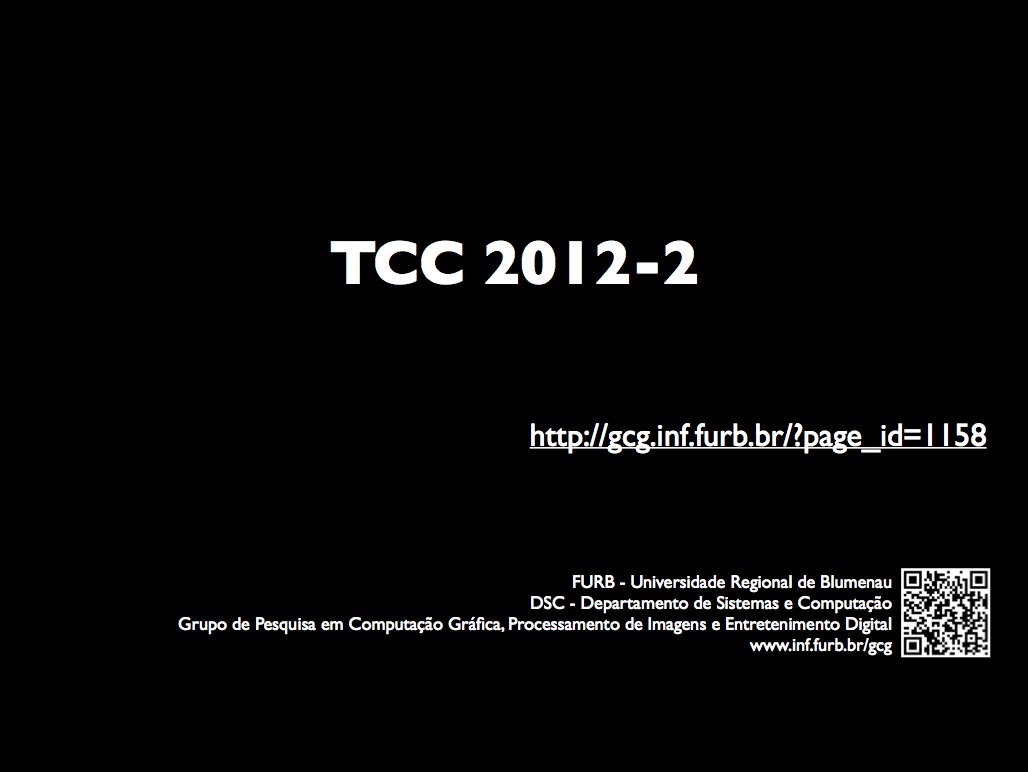 TCC 2012-2
http://gcg.inf.furb.br/?page_id=1158
FURB - Universidade Regional de Blumenau
DSC - Departamento de Sistemas e Computação
Grupo de Pesquisa em Computação Gráfica, Processamento de Imagens e Entretenimento Digital
www.inf.furb.br/gcg